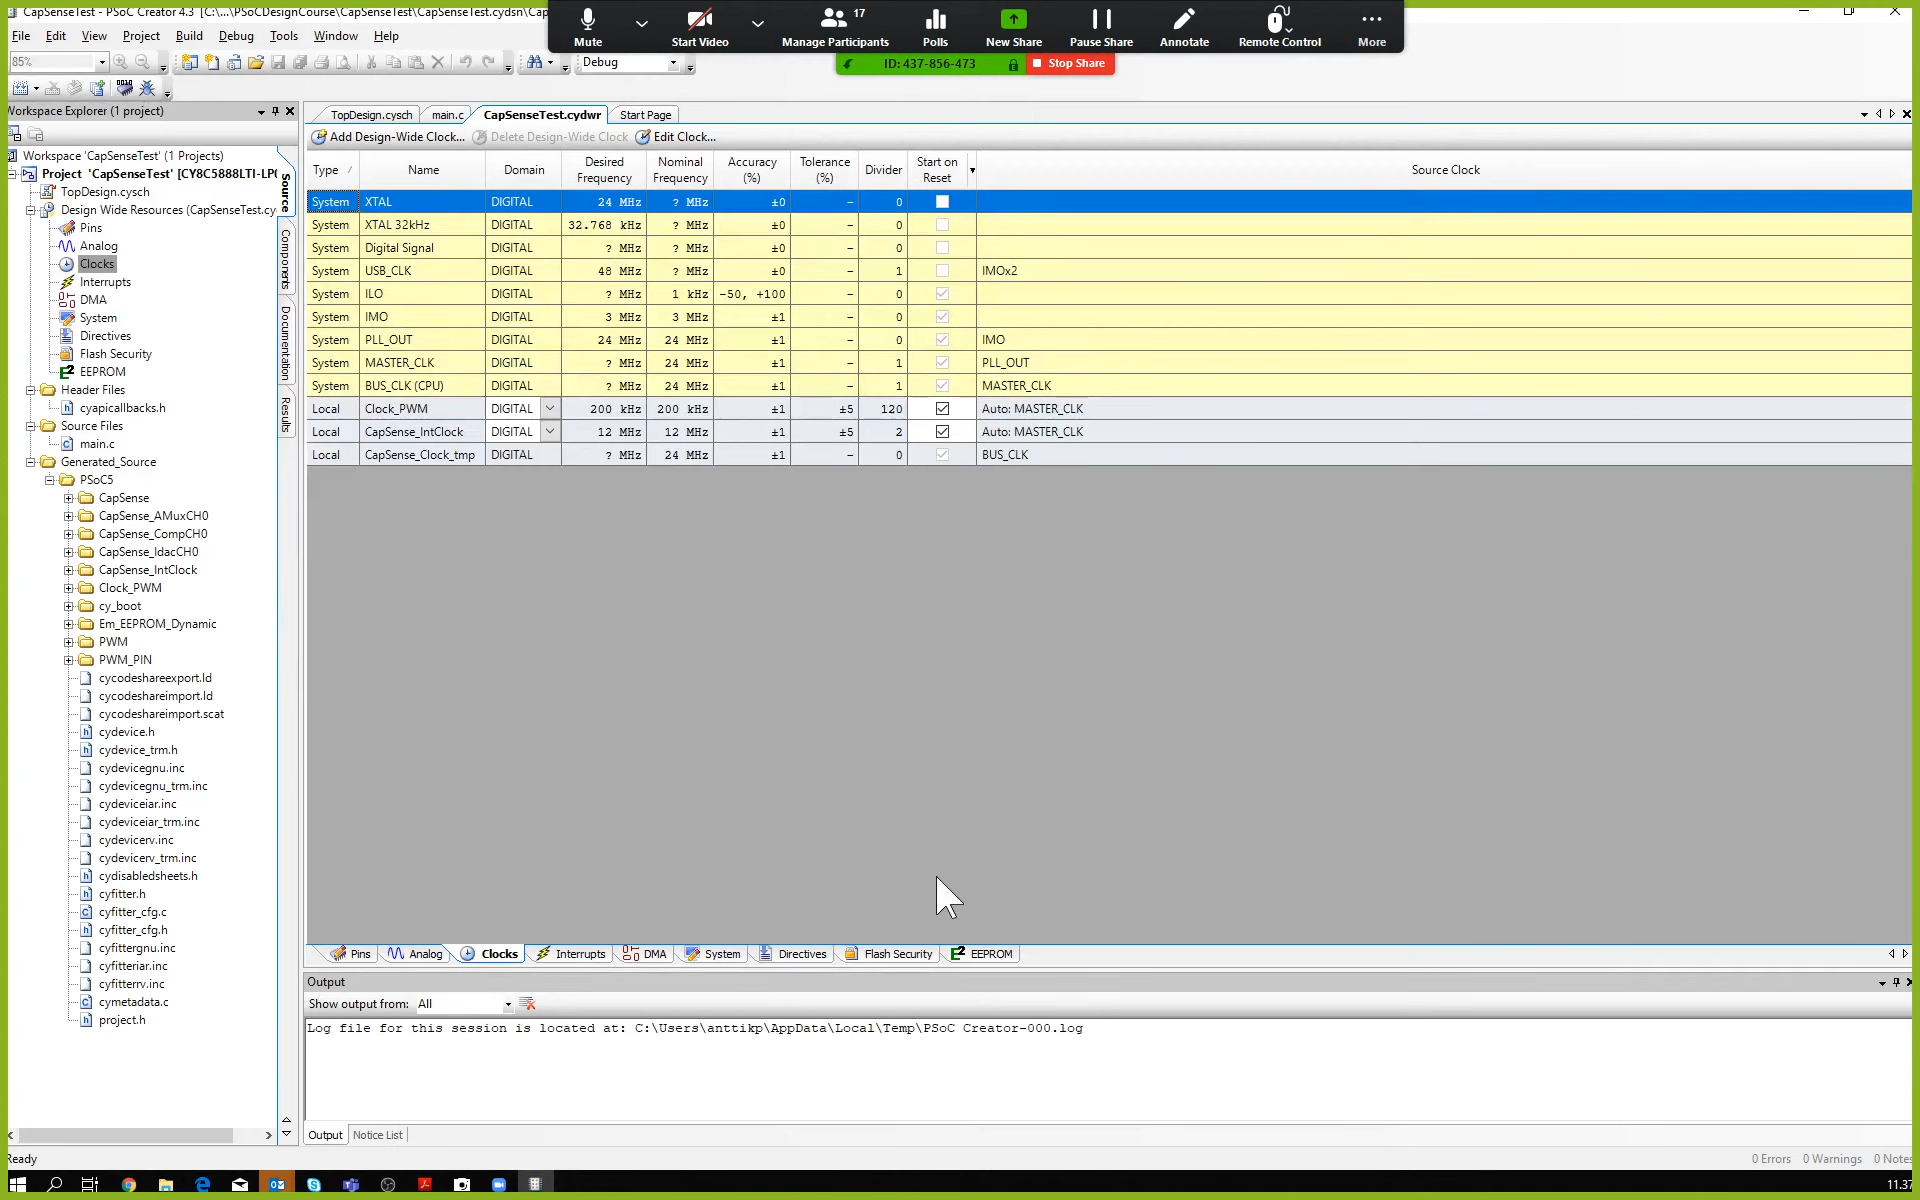 CapSenseTest - PSoC Creator 4.3 [C:\...\PSoCDesignCourse\CapSenseTest\CapSenseTest.cydsn\Cap
Mute
Start Video
17
Manage Participants
Polls
New Share
Pause Share
Annotate
Remote Control
More
ID: 437-856-473
Stop Share
File Edit View Project Build Debug Tools Window Help
85%
Debug
Workspace Explorer (1 project)
TopDesign.cysch main.c CapSenseTest.cydwr Start Page
Add Design-Wide Clock... Delete Design-Wide Clock Edit Clock...
Workspace 'CapSenseTest' (1 Projects)
Project 'CapSenseTest' [CY8C5888LTI-LP0
TopDesign.cysch
Design Wide Resources (CapSenseTest.cy
Pins
Analog
Clocks
Interrupts
DMA
System
Directives
Flash Security
EEPROM
Header Files
cyapicallbacks.h
Source Files
main.c
Generated_Source
PSoC5
CapSense
CapSense_AMuxCH0
CapSense_CompCH0
CapSense_IdacCH0
CapSense_IntClock
Clock_PWM
cy_boot
Em_EEPROM_Dynamic
PWM
PWM_PIN
cycodeshareexport.ld
cycodeshareimport.ld
cycodeshareimport.scat
cydevice.h
cydevice_trm.h
cydevicegnu.inc
cydevicegnu_trm.inc
cydeviceiar.inc
cydeviceiar_trm.inc
cydevicerv.inc
cydevicerv_trm.inc
cydisabledsheets.h
cyfitter.h
cyfitter_cfg.c
cyfitter_cfg.h
cyfittergnu.inc
cyfitteriar.inc
cyfitterrv.inc
cymetadata.c
project.h
Source
Components
Documentation
Results
Type Name Domain Desired Frequency Nominal Frequency Accuracy (%) Tolerance (%) Divider Start on Reset Source Clock
System XTAL DIGITAL 24 MHz ? MHz ±0 - 0
System XTAL 32kHz DIGITAL 32.768 kHz ? MHz ±0 - 0
System Digital Signal DIGITAL ? MHz ? MHz ±0 - 0
System USB_CLK DIGITAL 48 MHz ? MHz ±0 - 1 IMOx2
System ILO DIGITAL ? MHz 1 kHz -50, +100 - 0
System IMO DIGITAL 3 MHz 3 MHz ±1 - 0
System PLL_OUT DIGITAL 24 MHz 24 MHz ±1 - 0 IMO
System MASTER_CLK DIGITAL ? MHz 24 MHz ±1 - 1 PLL_OUT
System BUS_CLK (CPU) DIGITAL ? MHz 24 MHz ±1 - 1 MASTER_CLK
Local Clock_PWM DIGITAL 200 kHz 200 kHz ±1 ±5 120 Auto: MASTER_CLK
Local CapSense_IntClock DIGITAL 12 MHz 12 MHz ±1 ±5 2 Auto: MASTER_CLK
Local CapSense_Clock_tmp DIGITAL ? MHz 24 MHz ±1 - 0 BUS_CLK
Pins Analog Clocks Interrupts DMA System Directives Flash Security EEPROM
Output
Show output from: All
Log file for this session is located at: C:\Users\anttikp\AppData\Local\Temp\PSoC Creator-000.log
Output Notice List
Ready
0 Errors 0 Warnings 0 Notes
11.37